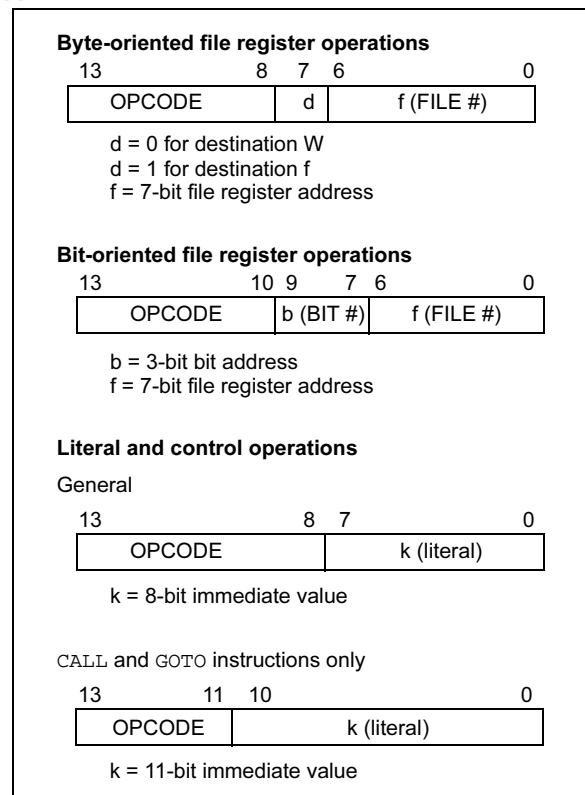 Byte-oriented file register operations
13 8 7 6 0
OPCODE d f (FILE #)
d = 0 for destination W
d = 1 for destination f
f = 7-bit file register address
Bit-oriented file register operations
13 10 9 7 6 0
OPCODE b (BIT #) f (FILE #)
b = 3-bit bit address
f = 7-bit file register address
Literal and control operations
General
13 8 7 0
OPCODE k (literal)
k = 8-bit immediate value
CALL and GOTO instructions only
13 11 10 0
OPCODE k (literal)
k = 11-bit immediate value